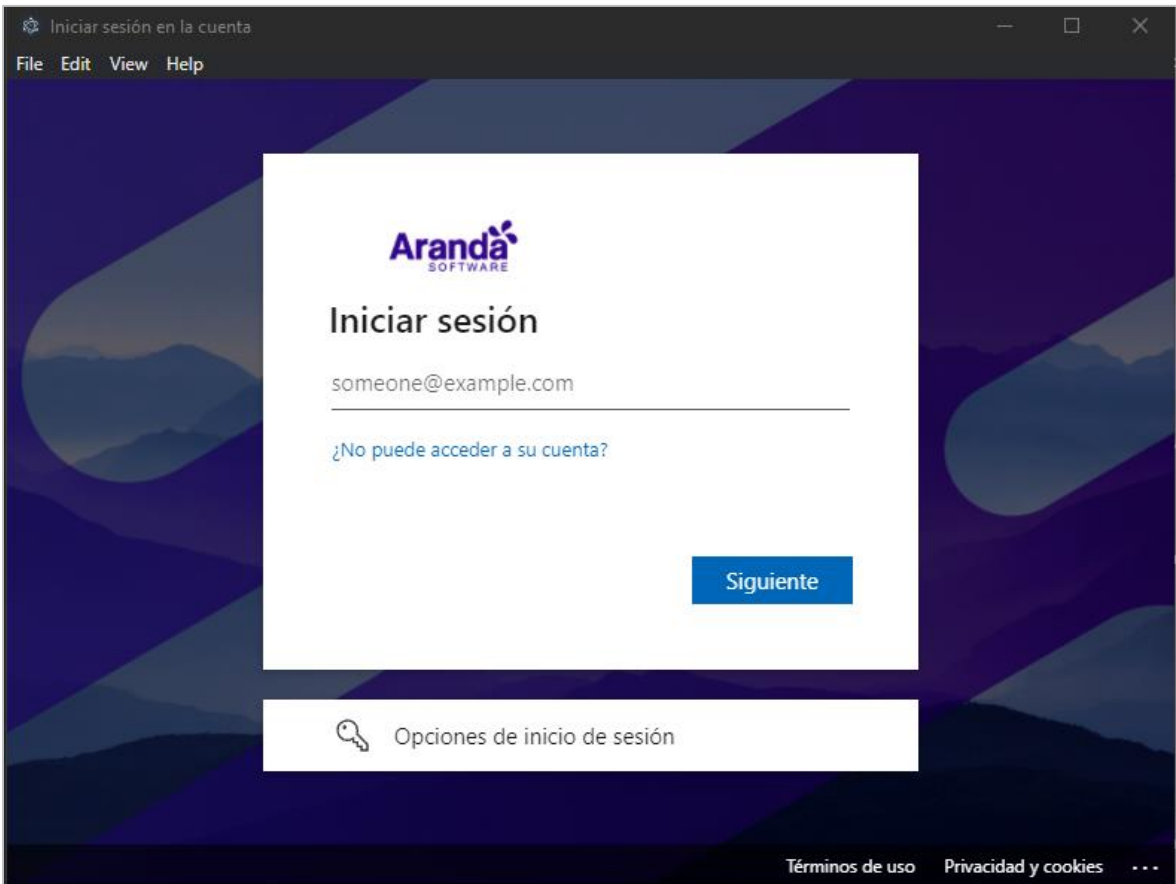 Iniciar sesión en la cuenta
File Edit View Help
Aranda
SOFTWARE
Iniciar sesión
someone@example.com
¿No puede acceder a su cuenta?
Siguiente
Opciones de inicio de sesión
Términos de uso Privacidad y cookies ...